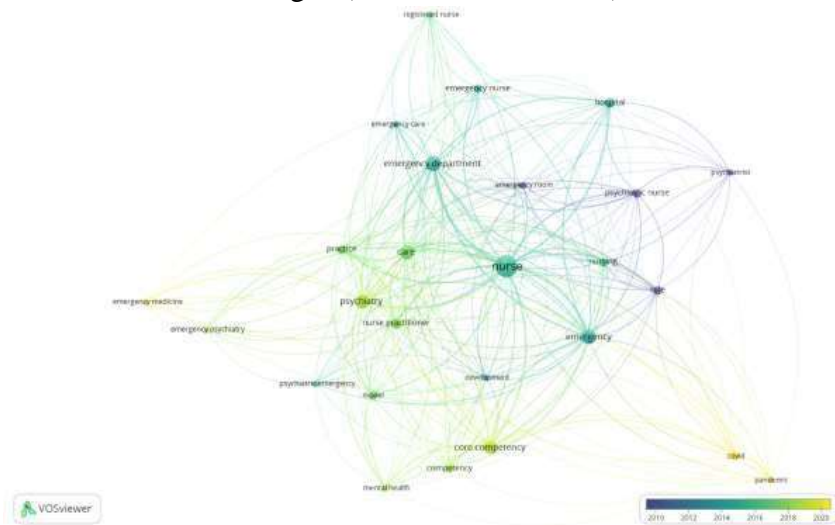 registered nurse
emergency nurse
hospital
emergency care
emergency department
emergency room
psychiatric nurse
psychiatrist
practice
care
nurse
nursing
emergency medicine
psychiatry
nurse practitioner
emergency psychiatry
emergency
psychiatric emergency
development
model
core competency
competency
covid
mental health
pandemic
VOSviewer
2010 2012 2014 2016 2018 2020